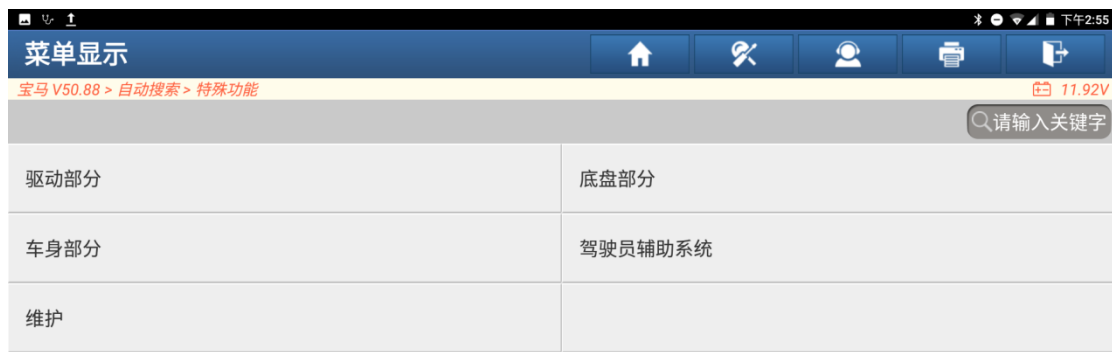 下午2:55
菜单显示
宝马 V50.88 > 自动搜索 > 特殊功能 11.92V
请输入关键字
驱动部分 底盘部分
车身部分 驾驶员辅助系统
维护